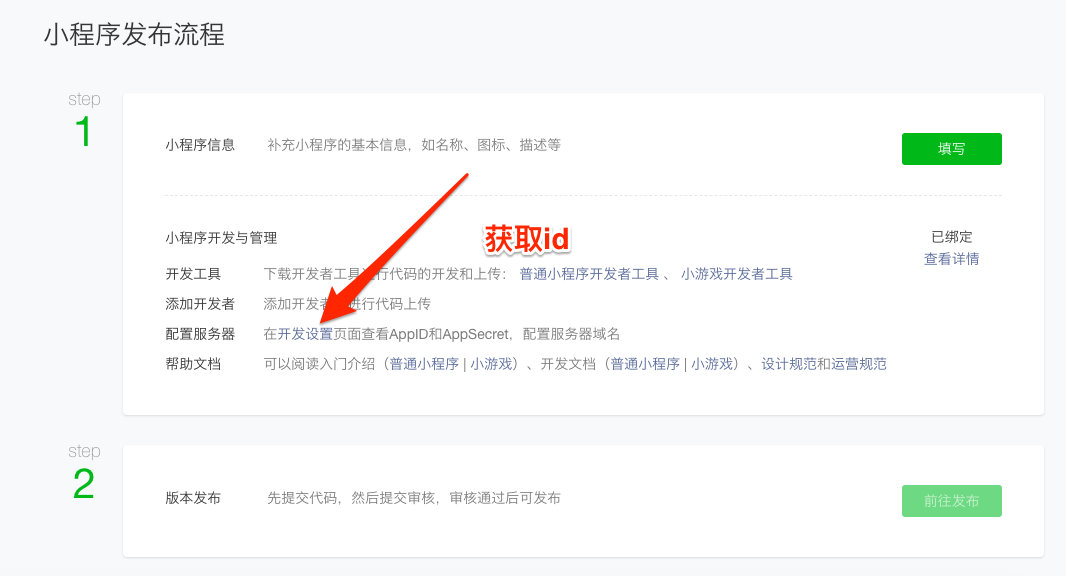 小程序发布流程
step
1
小程序信息 补充小程序的基本信息，如名称、图标、描述等 填写
获取id
小程序开发与管理 已绑定
查看详情
开发工具 下载开发者工具进行代码的开发和上传： 普通小程序开发者工具 、 小游戏开发者工具
添加开发者 添加开发者 进行代码上传
配置服务器 在开发设置页面查看AppID和AppSecret，配置服务器域名
帮助文档 可以阅读入门介绍（普通小程序 | 小游戏）、开发文档（普通小程序 | 小游戏）、设计规范和运营规范
step
2
版本发布 先提交代码，然后提交审核，审核通过后可发布 前往发布